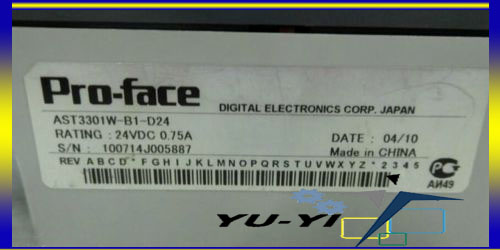 Pro-face
DIGITAL ELECTRONICS CORP. JAPAN
AST3301W-B1-D24
RATING : 24VDC 0.75A
DATE : 04/10
S/N : 100714J005887
Made in CHINA
REV A B C D * F G H I J K L M N O P Q R S T U V W X Y Z * 2 3 4 5
АИ49
YU-YI